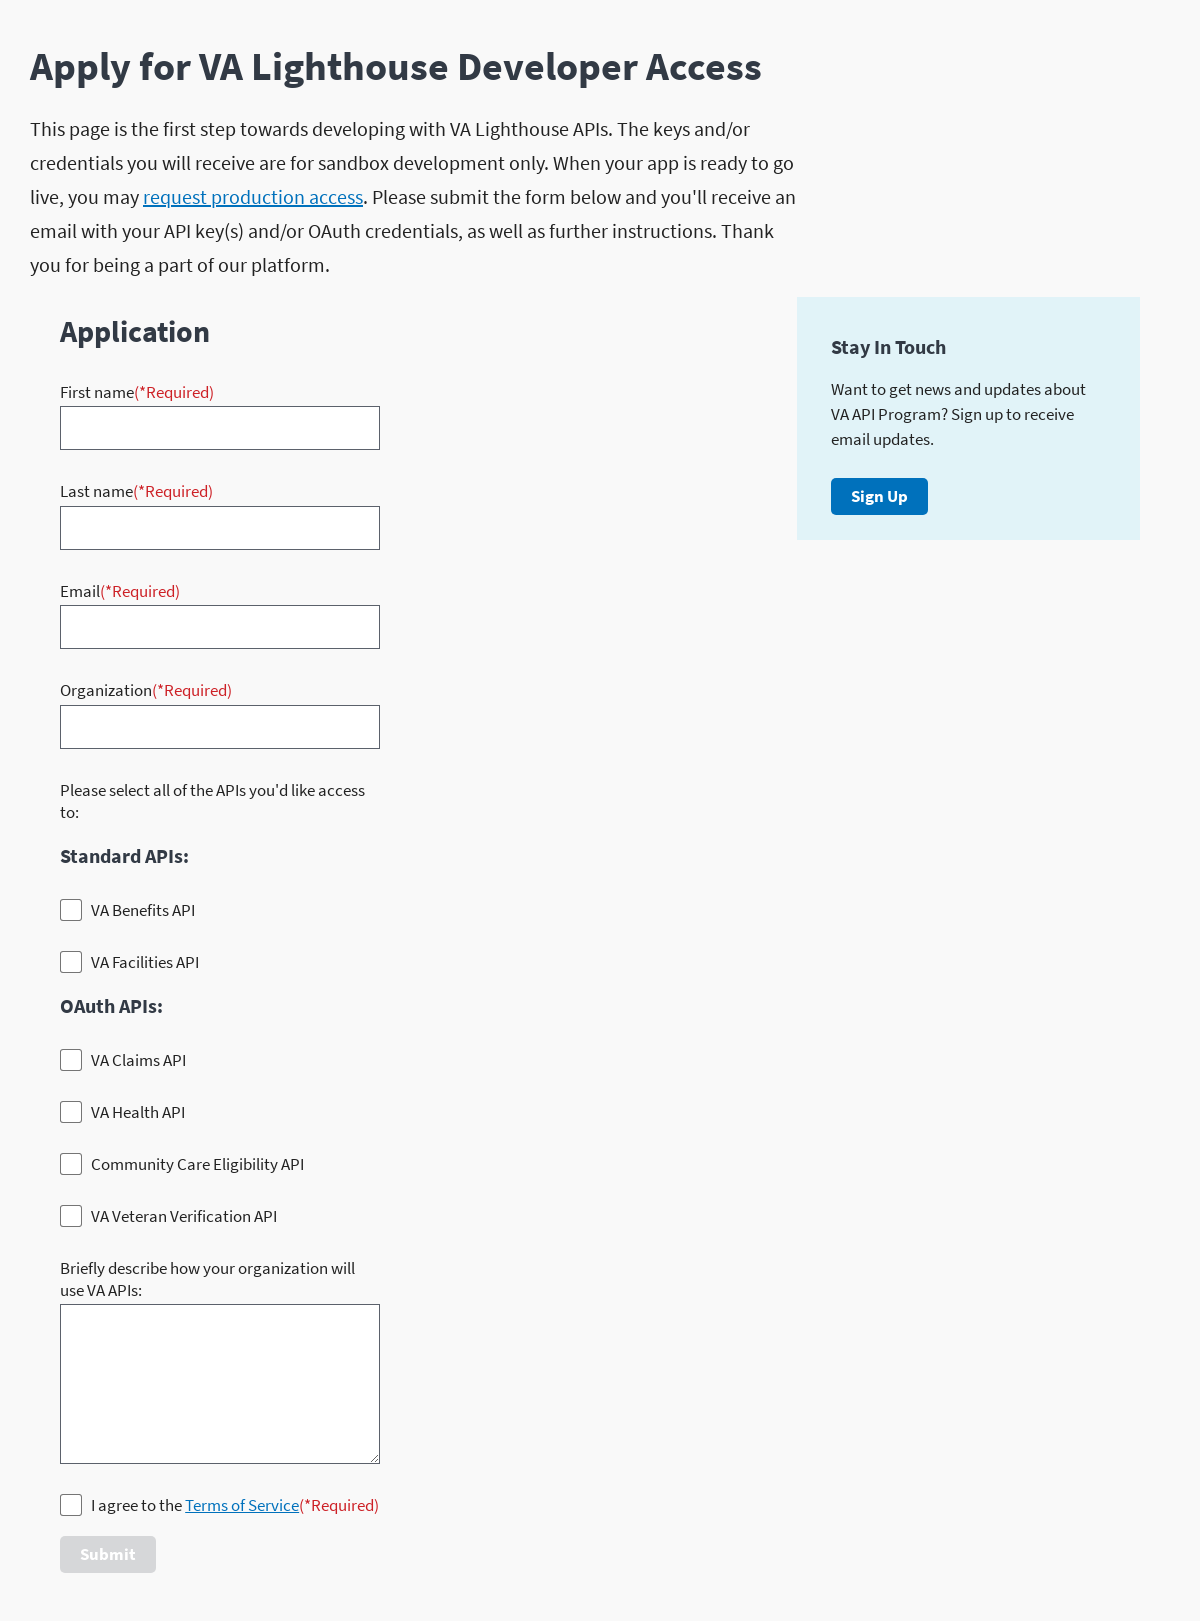 Apply for VA Lighthouse Developer Access
This page is the first step towards developing with VA Lighthouse APIs. The keys and/or
credentials you will receive are for sandbox development only. When your app is ready to go
live, you may request production access. Please submit the form below and you'll receive an
email with your API key(s) and/or OAuth credentials, as well as further instructions. Thank
you for being a part of our platform.
Application
First name(*Required)
Last name(*Required)
Email(*Required)
Organization(*Required)
Please select all of the APIs you'd like access
to:
Standard APIs:
VA Benefits API
VA Facilities API
OAuth APIs:
VA Claims API
VA Health API
Community Care Eligibility API
VA Veteran Verification API
Briefly describe how your organization will
use VA APIs:
I agree to the Terms of Service(*Required)
Submit
Stay In Touch
Want to get news and updates about
VA API Program? Sign up to receive
email updates.
Sign Up